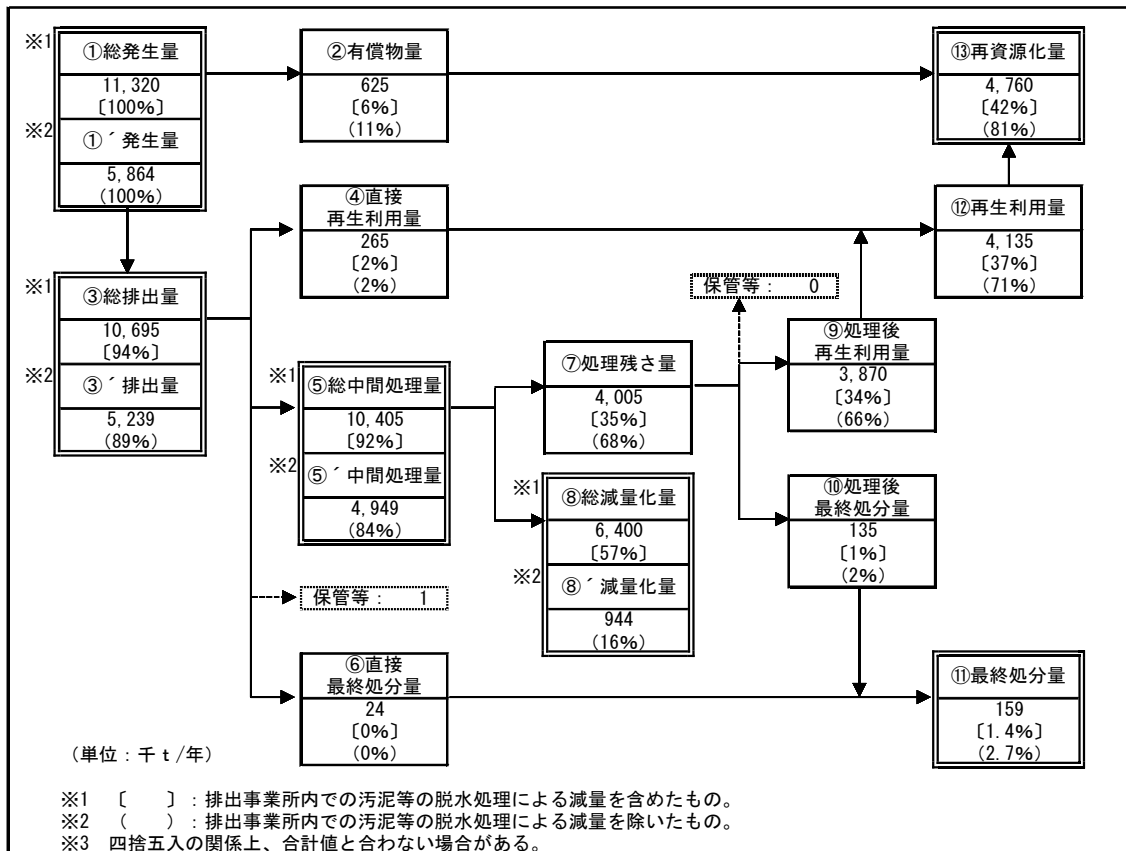 ※1
①総発生量
11,320
〔100%〕
※2
①´発生量
5,864
(100%)
②有償物量
625
〔6%〕
(11%)
⑬再資源化量
4,760
〔42%〕
(81%)
④直接
再生利用量
265
〔2%〕
(2%)
⑫再生利用量
4,135
〔37%〕
(71%)
※1
③総排出量
10,695
〔94%〕
※2
③´排出量
5,239
(89%)
保管等： 0
※1
⑤総中間処理量
10,405
〔92%〕
※2
⑤´中間処理量
4,949
(84%)
⑦処理残さ量
4,005
〔35%〕
(68%)
⑨処理後
再生利用量
3,870
〔34%〕
(66%)
※1
⑧総減量化量
6,400
〔57%〕
※2
⑧´減量化量
944
(16%)
⑩処理後
最終処分量
135
〔1%〕
(2%)
保管等： 1
⑥直接
最終処分量
24
〔0%〕
(0%)
⑪最終処分量
159
〔1.4%〕
(2.7%)
（単位：千ｔ/年）
※1 〔 〕：排出事業所内での汚泥等の脱水処理による減量を含めたもの。
※2 （ ）：排出事業所内での汚泥等の脱水処理による減量を除いたもの。
※3 四捨五入の関係上、合計値と合わない場合がある。